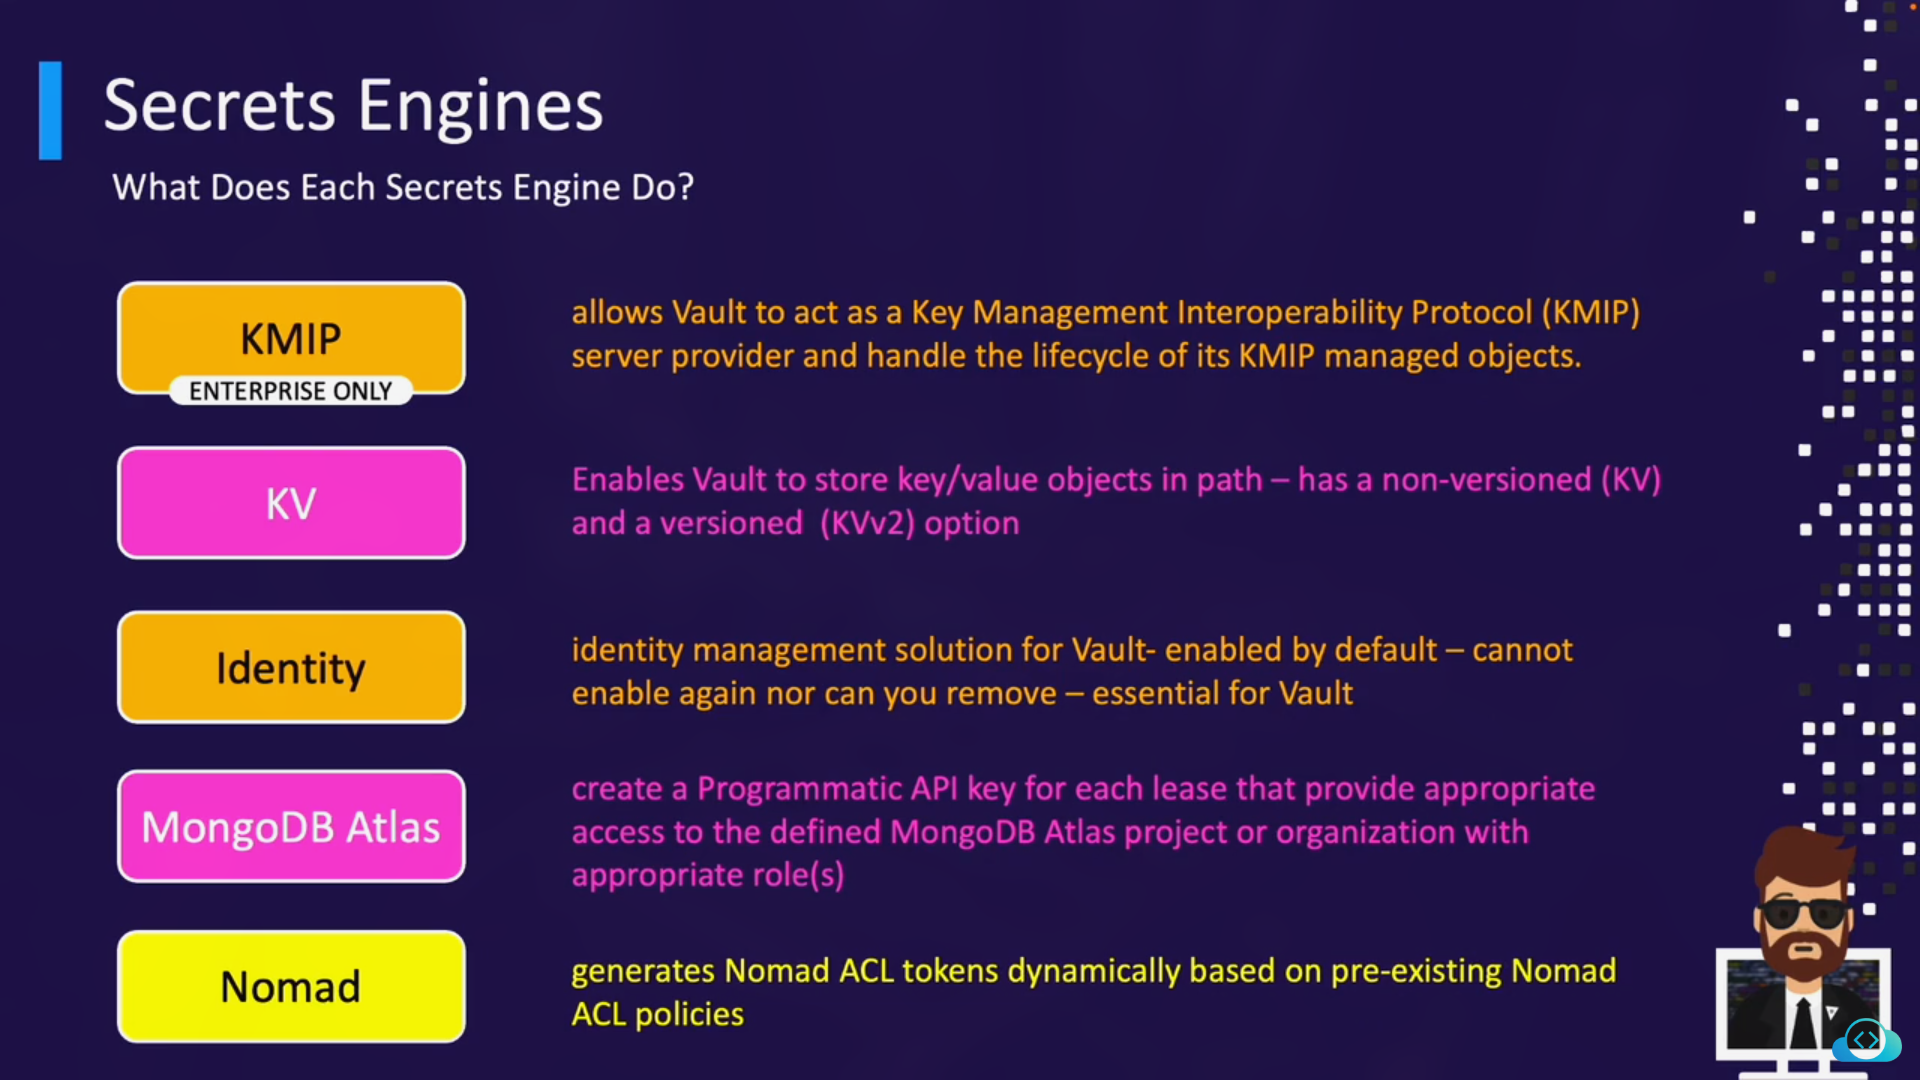 Secrets Engines
What Does Each Secrets Engine Do?
KMIP
ENTERPRISE ONLY
allows Vault to act as a Key Management Interoperability Protocol (KMIP)
server provider and handle the lifecycle of its KMIP managed objects.
KV
Enables Vault to store key/value objects in path – has a non-versioned (KV)
and a versioned  (KVv2) option
Identity
identity management solution for Vault- enabled by default – cannot
enable again nor can you remove – essential for Vault
MongoDB Atlas
create a Programmatic API key for each lease that provide appropriate
access to the defined MongoDB Atlas project or organization with
appropriate role(s)
Nomad
generates Nomad ACL tokens dynamically based on pre-existing Nomad
ACL policies